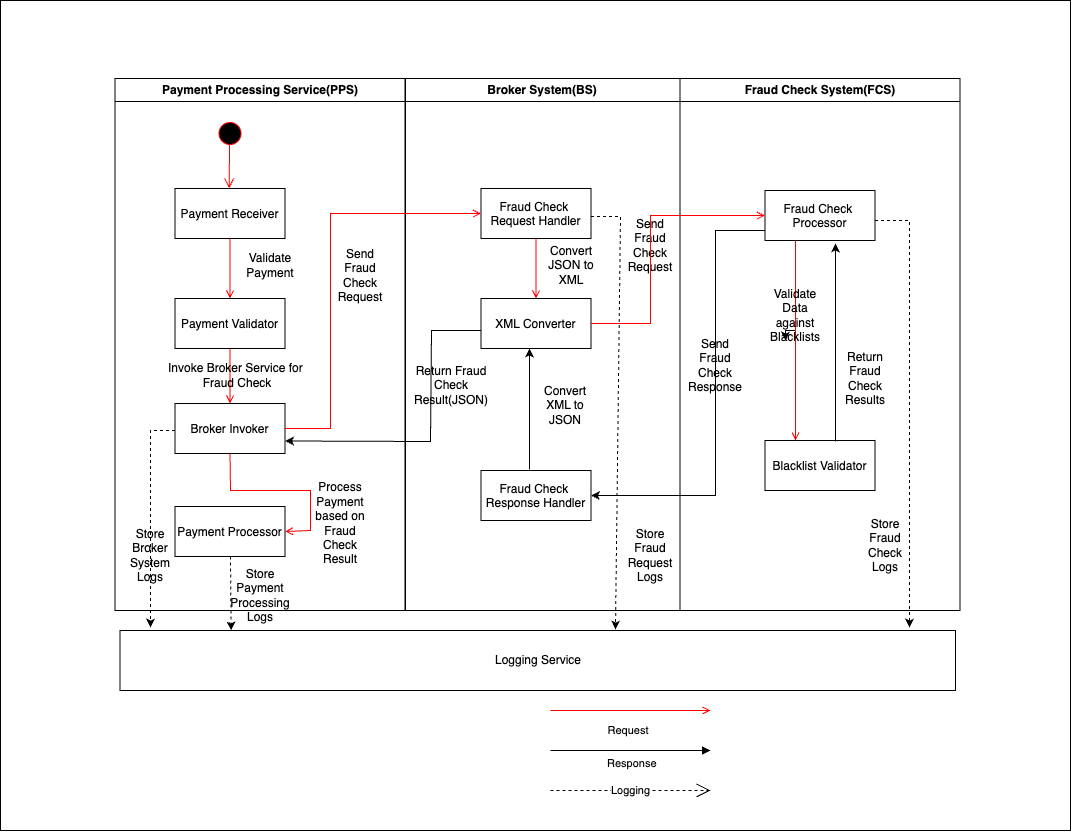 Payment Processing Service(PPS)
Broker System(BS)
Fraud Check System(FCS)
Payment Receiver
Validate
Payment
Payment Validator
Invoke Broker Service for
Fraud Check
Broker Invoker
Process
Payment
based on
Fraud
Check
Result
Payment Processor
Store
Broker
System
Logs
Store
Payment
Processing
Logs
Send
Fraud
Check
Request
Fraud Check
Request Handler
Convert
JSON to
XML
XML Converter
Return Fraud
Check
Result(JSON)
Convert
XML to
JSON
Fraud Check
Response Handler
Store
Fraud
Request
Logs
Send
Fraud
Check
Request
Fraud Check
Processor
Validate
Data
against
Blacklists
Send
Fraud
Check
Response
Return
Fraud
Check
Results
Blacklist Validator
Store
Fraud
Check
Logs
Logging Service
Request
Response
Logging